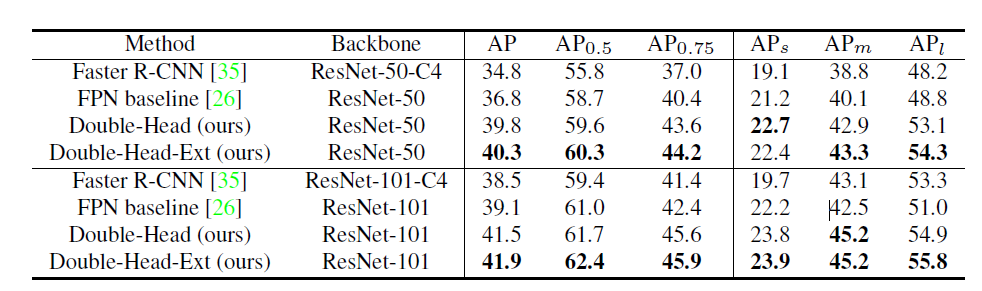 Method Backbone AP AP0.5 AP0.75 APs APm APl
Faster R-CNN [35] ResNet-50-C4 34.8 55.8 37.0 19.1 38.8 48.2
FPN baseline [26] ResNet-50 36.8 58.7 40.4 21.2 40.1 48.8
Double-Head (ours) ResNet-50 39.8 59.6 43.6 22.7 42.9 53.1
Double-Head-Ext (ours) ResNet-50 40.3 60.3 44.2 22.4 43.3 54.3
Faster R-CNN [35] ResNet-101-C4 38.5 59.4 41.4 19.7 43.1 53.3
FPN baseline [26] ResNet-101 39.1 61.0 42.4 22.2 42.5 51.0
Double-Head (ours) ResNet-101 41.5 61.7 45.6 23.8 45.2 54.9
Double-Head-Ext (ours) ResNet-101 41.9 62.4 45.9 23.9 45.2 55.8